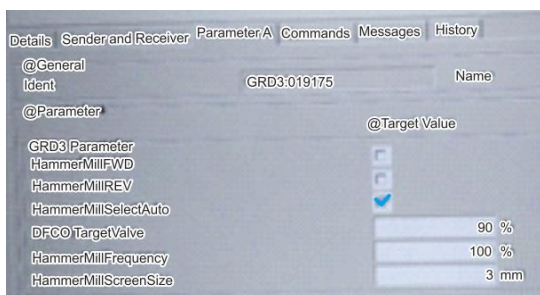 Details Sender and Receiver Parameter A Commands Messages History
@General
Ident GRD3:019175 Name
@Parameter
@Target Value
GRD3 Parameter
HammerMillFWD
HammerMillREV
HammerMillSelectAuto
DFCO TargetValve 90 %
HammerMillFrequency 100 %
HammerMillScreenSize 3 mm